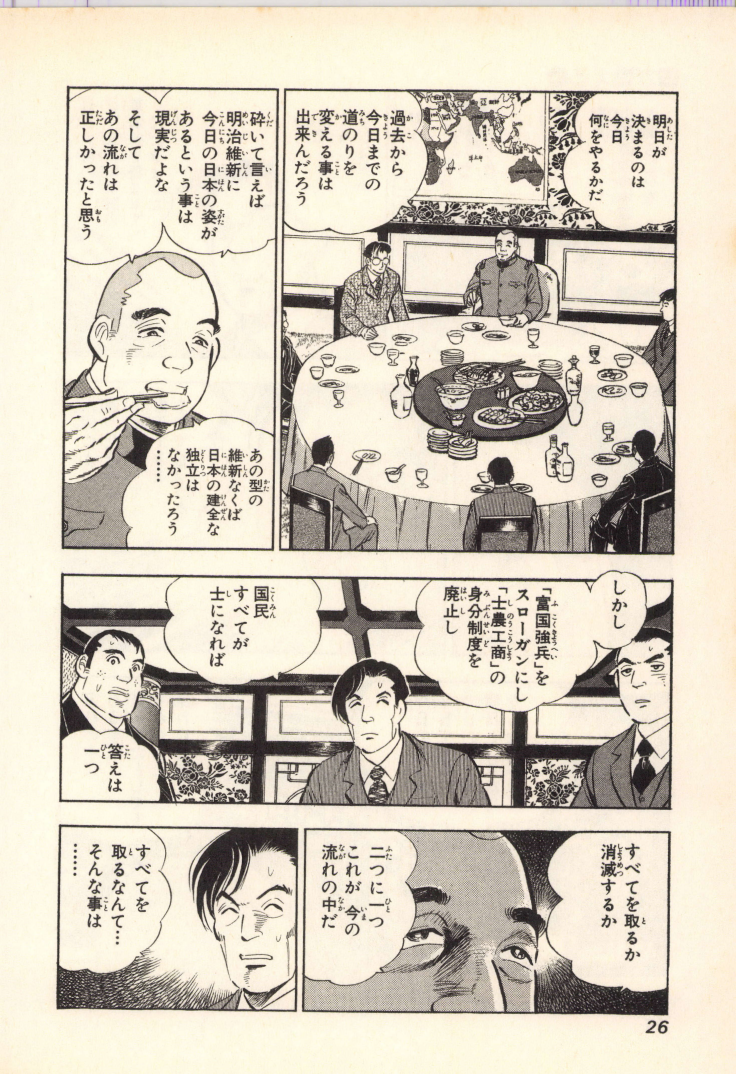 明日が
決まるのは
今日
何をやるかだ
過去から
今日までの
道のりを
変える事は
出来んだろう
砕いて言えば
明治維新に
今日の日本の姿が
あるという事は
現実だよな
そして
あの流れは
正しかったと思う
あの型の
維新なくば
日本の建全な
独立は
なかったろう
……
しかし
「富国強兵」を
スローガンにし
「士農工商」の
身分制度を
廃止し
国民
すべてが
士になれば
答えは
一つ
すべてを取るか
消滅するか
二つに一つ
これが今の
流れの中だ
すべてを
取るなんて…
そんな事は
……
26